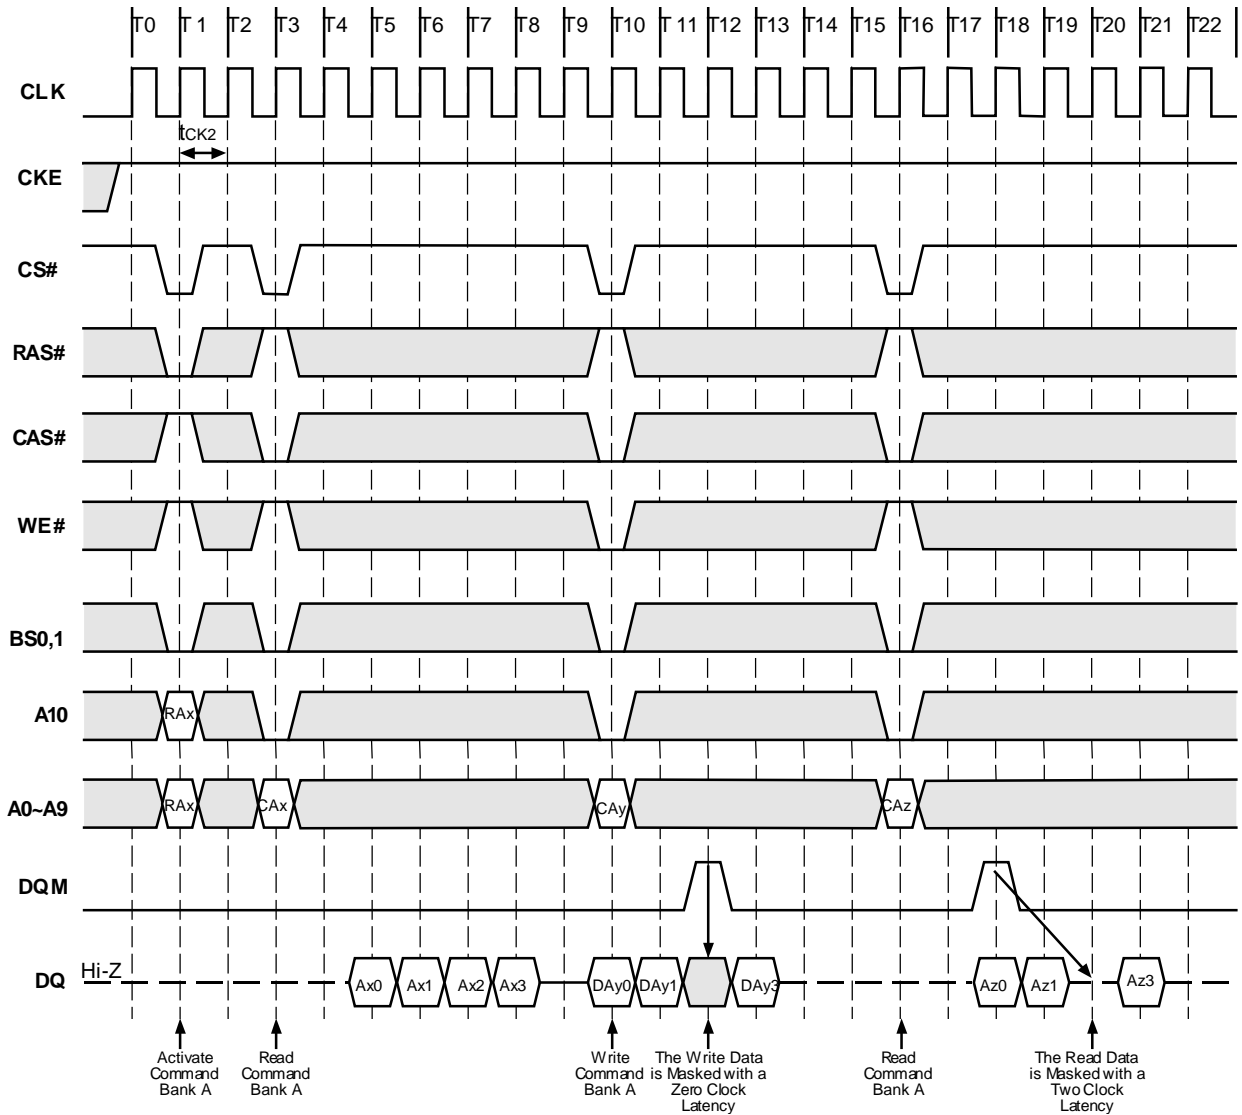 T0 T1 T2 T3 T4 T5 T6 T7 T8 T9 T10 T11 T12 T13 T14 T15 T16 T17 T18 T19 T20 T21 T22
CLK
tCK2
CKE
CS#
RAS#
CAS#
WE#
BS0,1
A10 RAx
A0~A9 RAx CAx CAy CAz
DQM
DQ Hi-Z Ax0 Ax1 Ax2 Ax3 DAy0 DAy1 DAy3 Az0 Az1 Az3
Activate
Command
Bank A
Read
Command
Bank A
Write
Command
Bank A
The Write Data
is Masked with a
Zero Clock
Latency
Read
Command
Bank A
The Read Data
is Masked with a
Two Clock
Latency